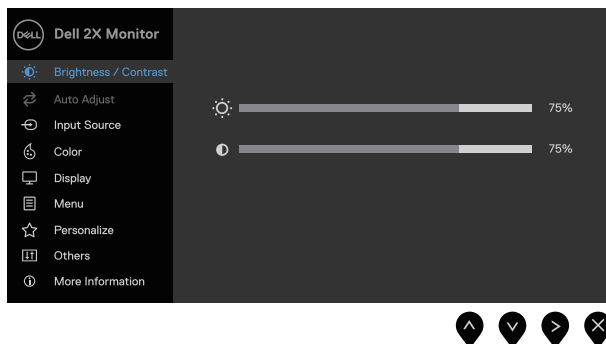 DELL Dell 2X Monitor
Brightness / Contrast
Auto Adjust
75%
Input Source
Color
75%
Display
Menu
Personalize
Others
More Information